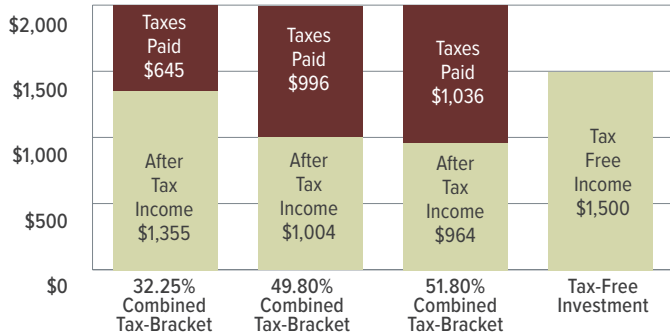 $2,000
$1,500
$1,000
$500
$0
Taxes
Paid
$645
After
Tax
Income
$1,355
Taxes
Paid
$996
After
Tax
Income
$1,004
Taxes
Paid
$1,036
After
Tax
Income
$964
Tax
Free
Income
$1,500
32.25%
Combined
Tax-Bracket
49.80%
Combined
Tax-Bracket
51.80%
Combined
Tax-Bracket
Tax-Free
Investment